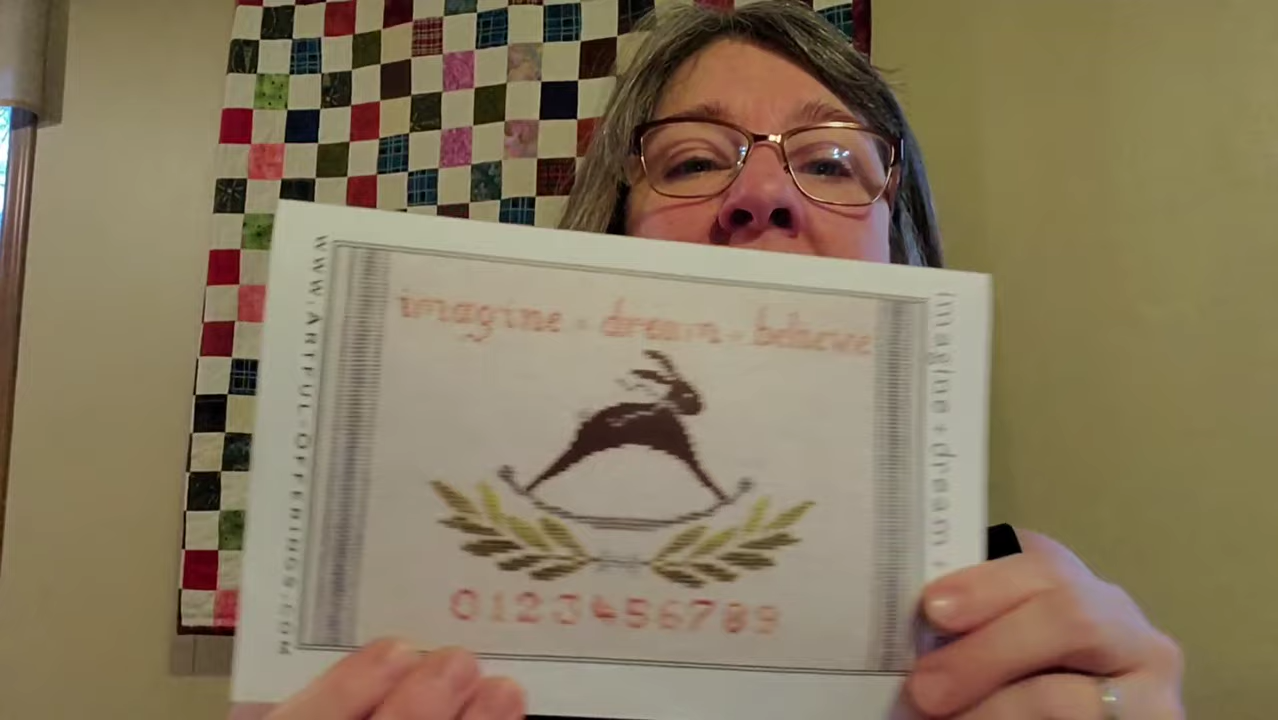 imagine + dream + believe
0123456789
WWW.ARTFUL-OFFERINGS.COM
imagine + dream +